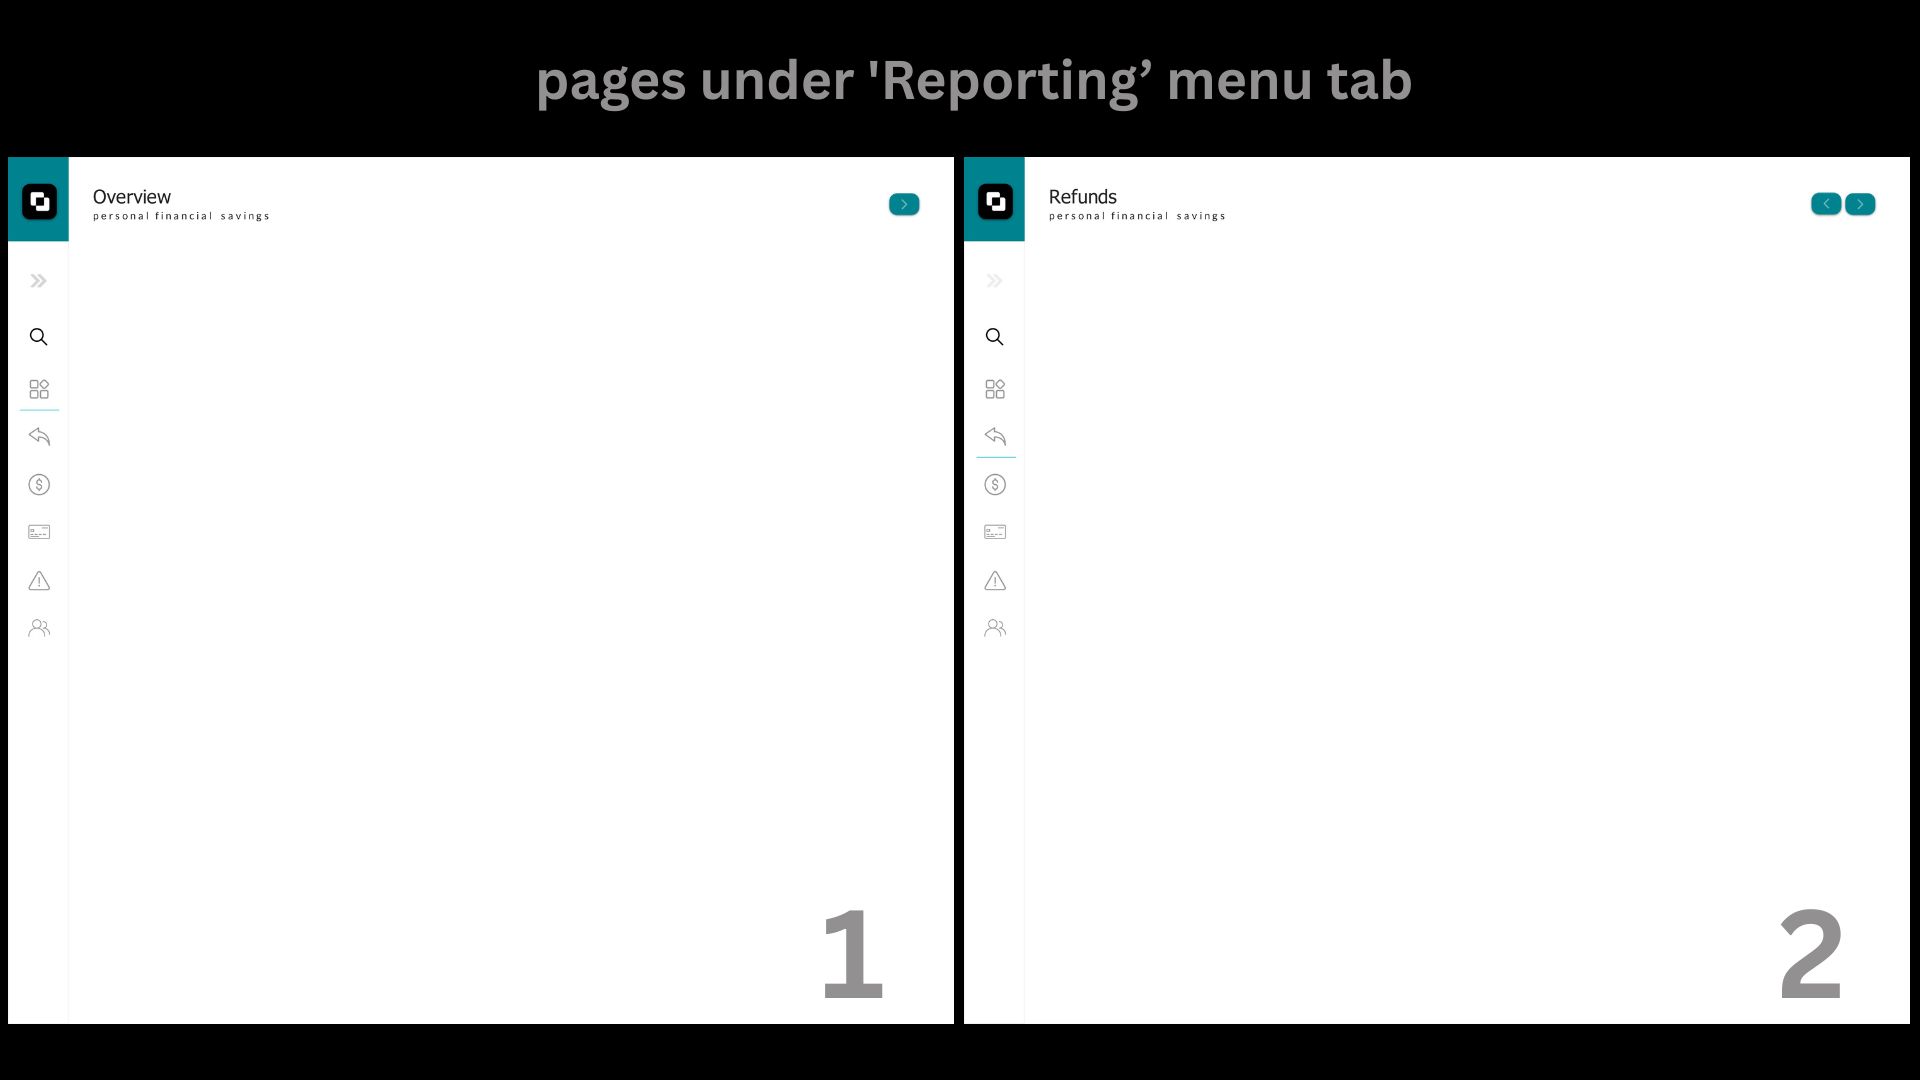 pages under 'Reporting’ menu tab
Overview
personal financial savings
Refunds
personal financial savings
1
2